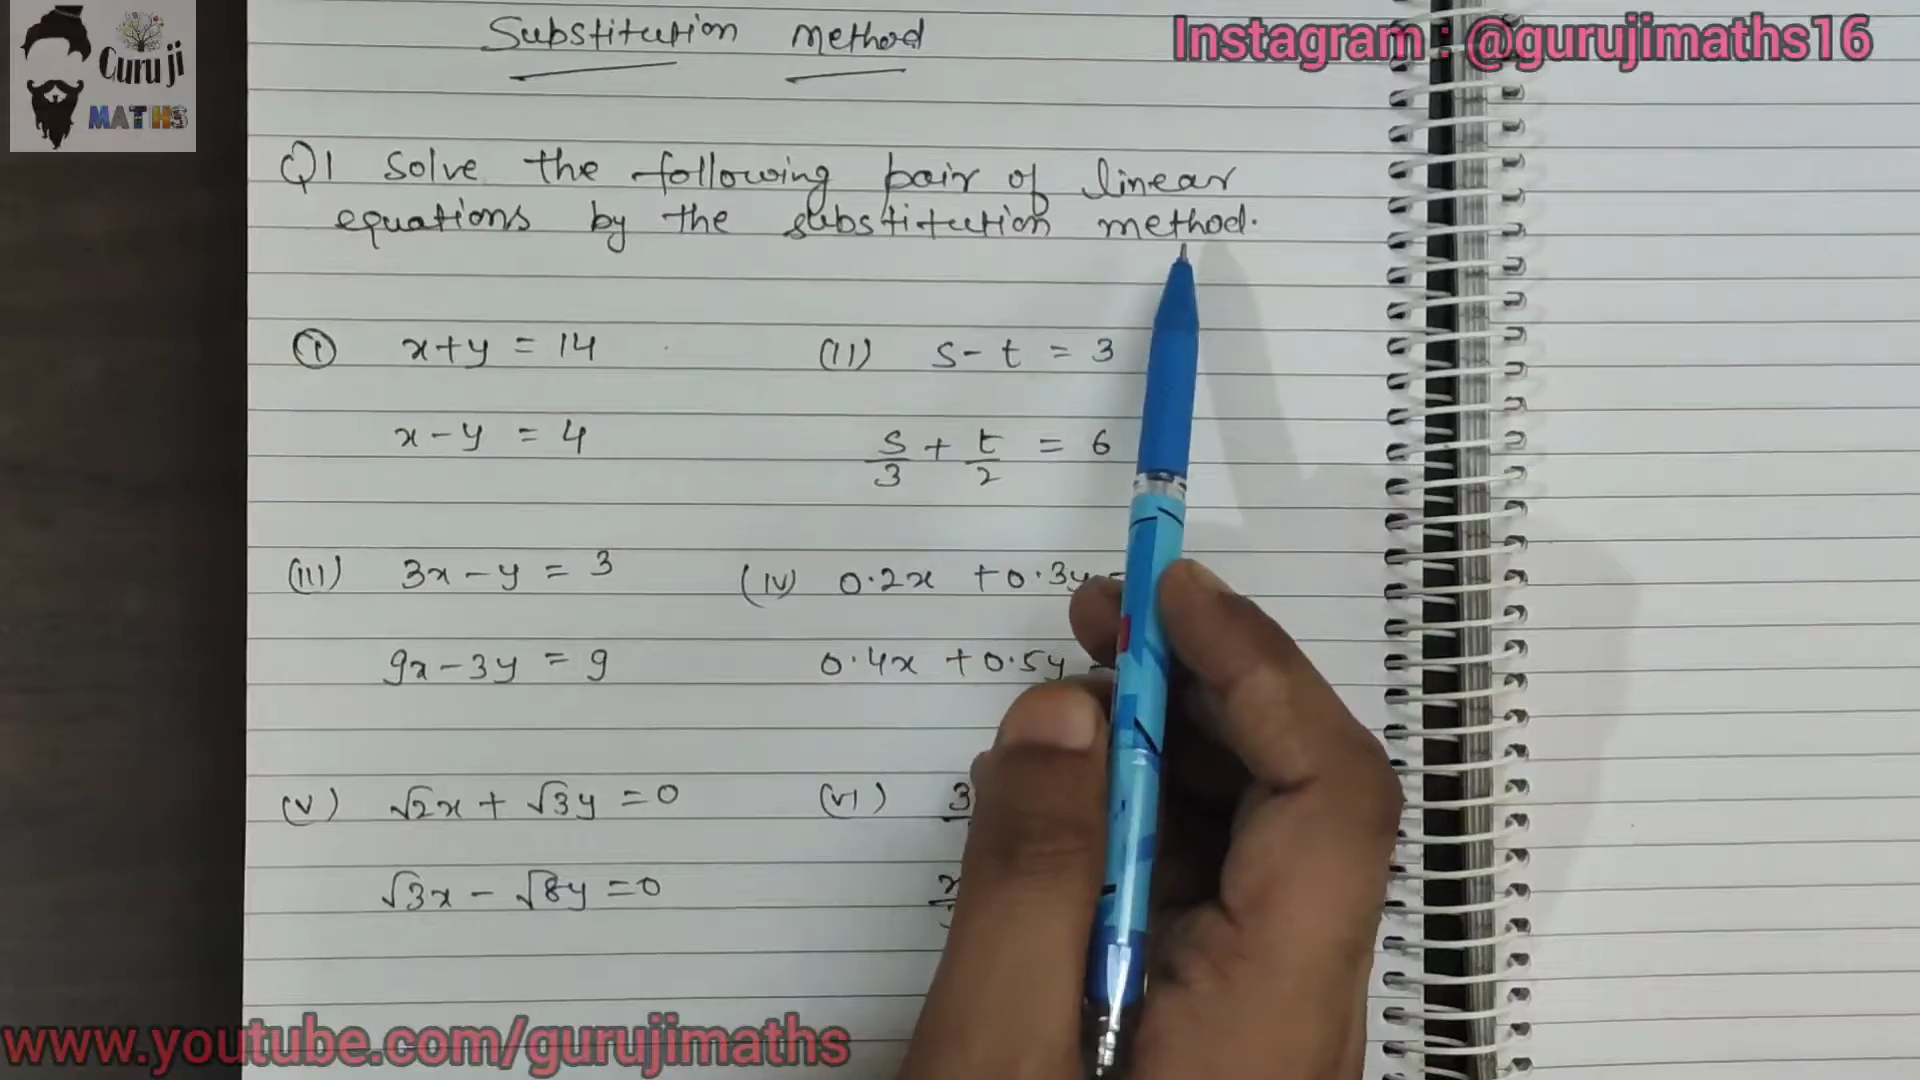 Guruji
MATHS
Instagram : @gurujimaths16
Substitution Method
Q1 Solve the following pair of linear
equations by the substitution method.
(I) x+y = 14
x-y = 4
(II) s-t = 3
s/3 + t/2 = 6
(III) 3x-y = 3
9x-3y = 9
(IV) 0.2x +0.3y
0.4x +0.5y
(V) √2x + √3y =0
√3x - √8y =0
(VI) 3
x
www.youtube.com/gurujimaths